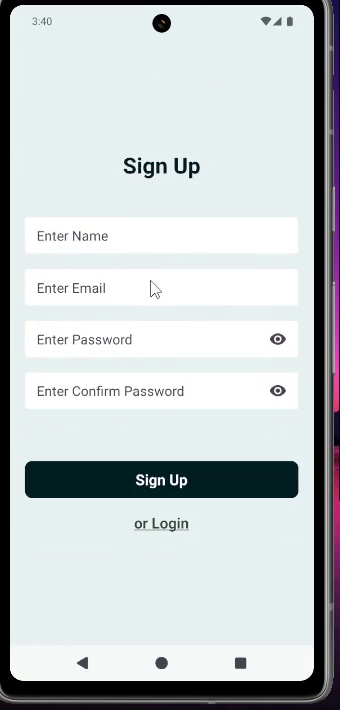 3:40
Sign Up
Enter Name
Enter Email
Enter Password
Enter Confirm Password
Sign Up
or Login